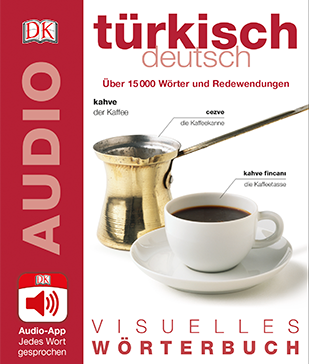 DK
türkisch
deutsch
Über 15 000 Wörter und Redewendungen
kahve
der Kaffee
cezve
die Kaffeekanne
kahve fincanı
die Kaffeetasse
AUDIO
DK
Audio-App
Jedes Wort
gesprochen
VISUELLES
WÖRTERBUCH